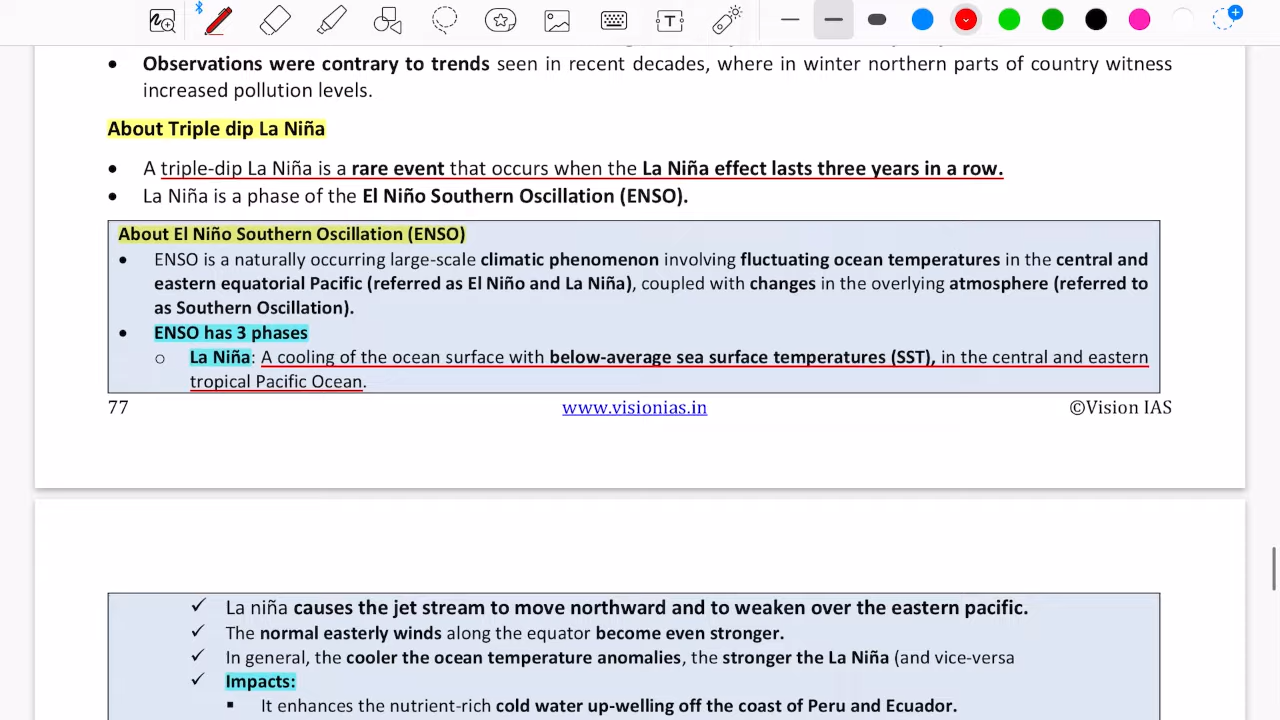 • Observations were contrary to trends seen in recent decades, where in winter northern parts of country witness
increased pollution levels.
About Triple dip La Niña
• A triple-dip La Niña is a rare event that occurs when the La Niña effect lasts three years in a row.
• La Niña is a phase of the El Niño Southern Oscillation (ENSO).
About El Niño Southern Oscillation (ENSO)
• ENSO is a naturally occurring large-scale climatic phenomenon involving fluctuating ocean temperatures in the central and
eastern equatorial Pacific (referred as El Niño and La Niña), coupled with changes in the overlying atmosphere (referred to
as Southern Oscillation).
• ENSO has 3 phases
○ La Niña: A cooling of the ocean surface with below-average sea surface temperatures (SST), in the central and eastern
tropical Pacific Ocean.
77 www.visionias.in ©Vision IAS
✓ La niña causes the jet stream to move northward and to weaken over the eastern pacific.
✓ The normal easterly winds along the equator become even stronger.
✓ In general, the cooler the ocean temperature anomalies, the stronger the La Niña (and vice-versa
✓ Impacts:
▪ It enhances the nutrient-rich cold water up-welling off the coast of Peru and Ecuador.